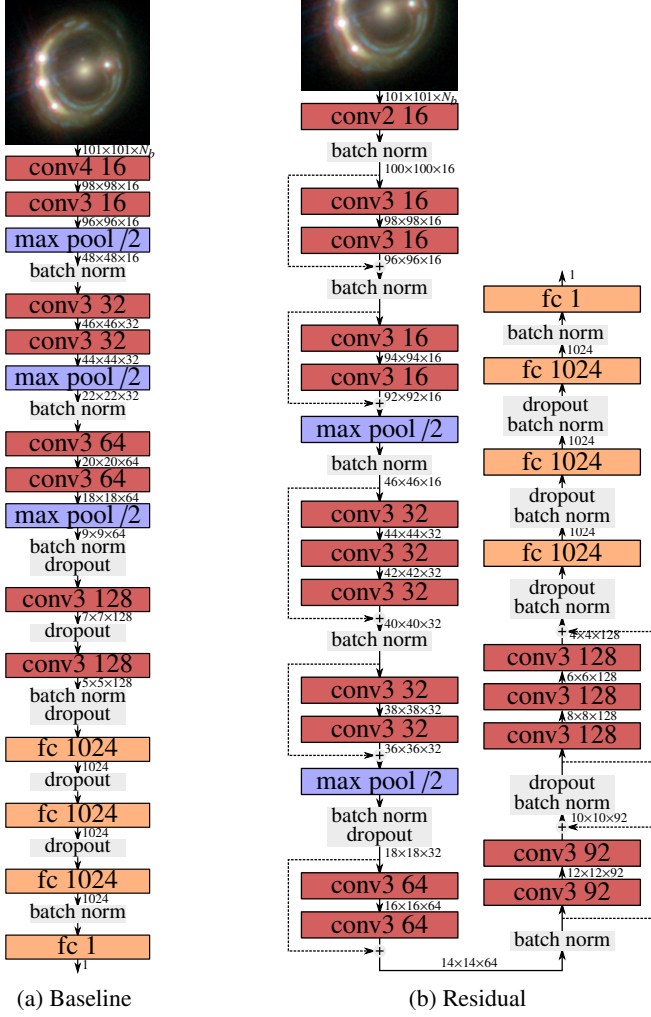 101×101×N_b
conv4 16
98×98×16
conv3 16
96×96×16
max pool /2
48×48×16
batch norm
conv3 32
46×46×32
conv3 32
44×44×32
max pool /2
22×22×32
batch norm
conv3 64
20×20×64
conv3 64
18×18×64
max pool /2
9×9×64
batch norm
dropout
conv3 128
7×7×128
dropout
conv3 128
5×5×128
batch norm
dropout
fc 1024
1024
dropout
fc 1024
1024
dropout
fc 1024
1024
batch norm
fc 1
1
(a) Baseline
101×101×N_b
conv2 16
batch norm
100×100×16
conv3 16
98×98×16
conv3 16
+
96×96×16
batch norm
conv3 16
94×94×16
conv3 16
92×92×16
+
max pool /2
batch norm
46×46×16
conv3 32
44×44×32
conv3 32
42×42×32
conv3 32
+
40×40×32
batch norm
conv3 32
38×38×32
conv3 32
36×36×32
+
max pool /2
batch norm
dropout
18×18×32
conv3 64
16×16×64
conv3 64
+
14×14×64
1
fc 1
batch norm
1024
fc 1024
dropout
batch norm
1024
fc 1024
dropout
batch norm
1024
fc 1024
dropout
batch norm
+
4×4×128
conv3 128
6×6×128
conv3 128
8×8×128
conv3 128
dropout
batch norm
10×10×92
+
conv3 92
12×12×92
conv3 92
batch norm
(b) Residual